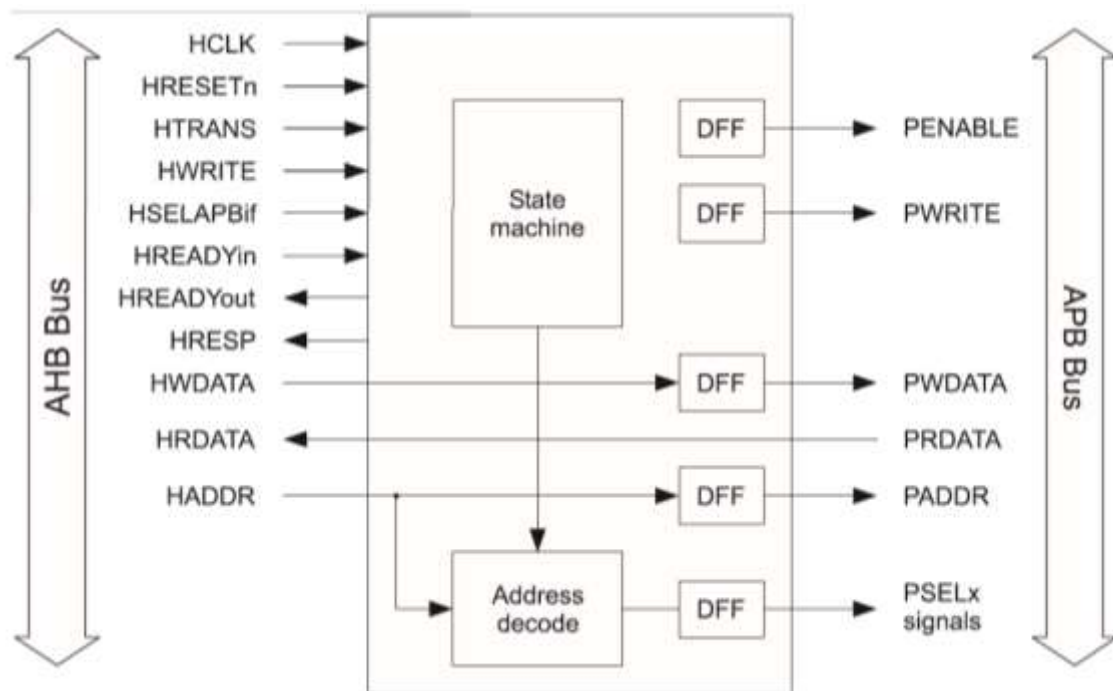 AHB Bus
HCLK
HRESETn
HTRANS
HWRITE
HSELAPBif
HREADYin
HREADYout
HRESP
HWDATA
HRDATA
HADDR
State
machine
Address
decode
DFF
DFF
DFF
DFF
DFF
PENABLE
PWRITE
PWDATA
PRDATA
PADDR
PSELx
signals
APB Bus